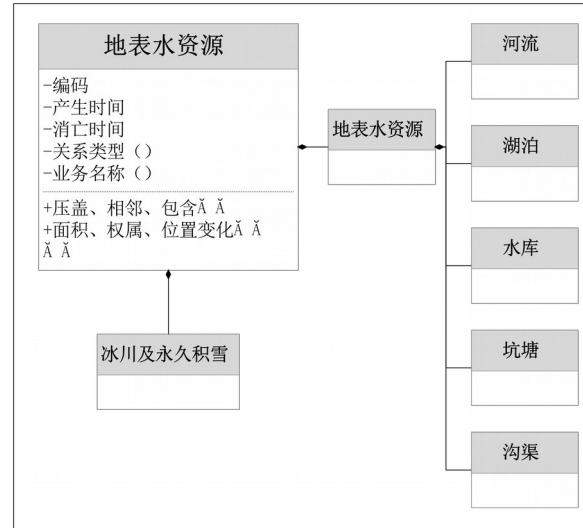 地表水资源
-编码
-产生时间
-消亡时间
-关系类型（）
-业务名称（）
+压盖、相邻、包含Ă Ă
+面积、权属、位置变化Ă Ă
Ă Ă
冰川及永久积雪
地表水资源
河流
湖泊
水库
坑塘
沟渠